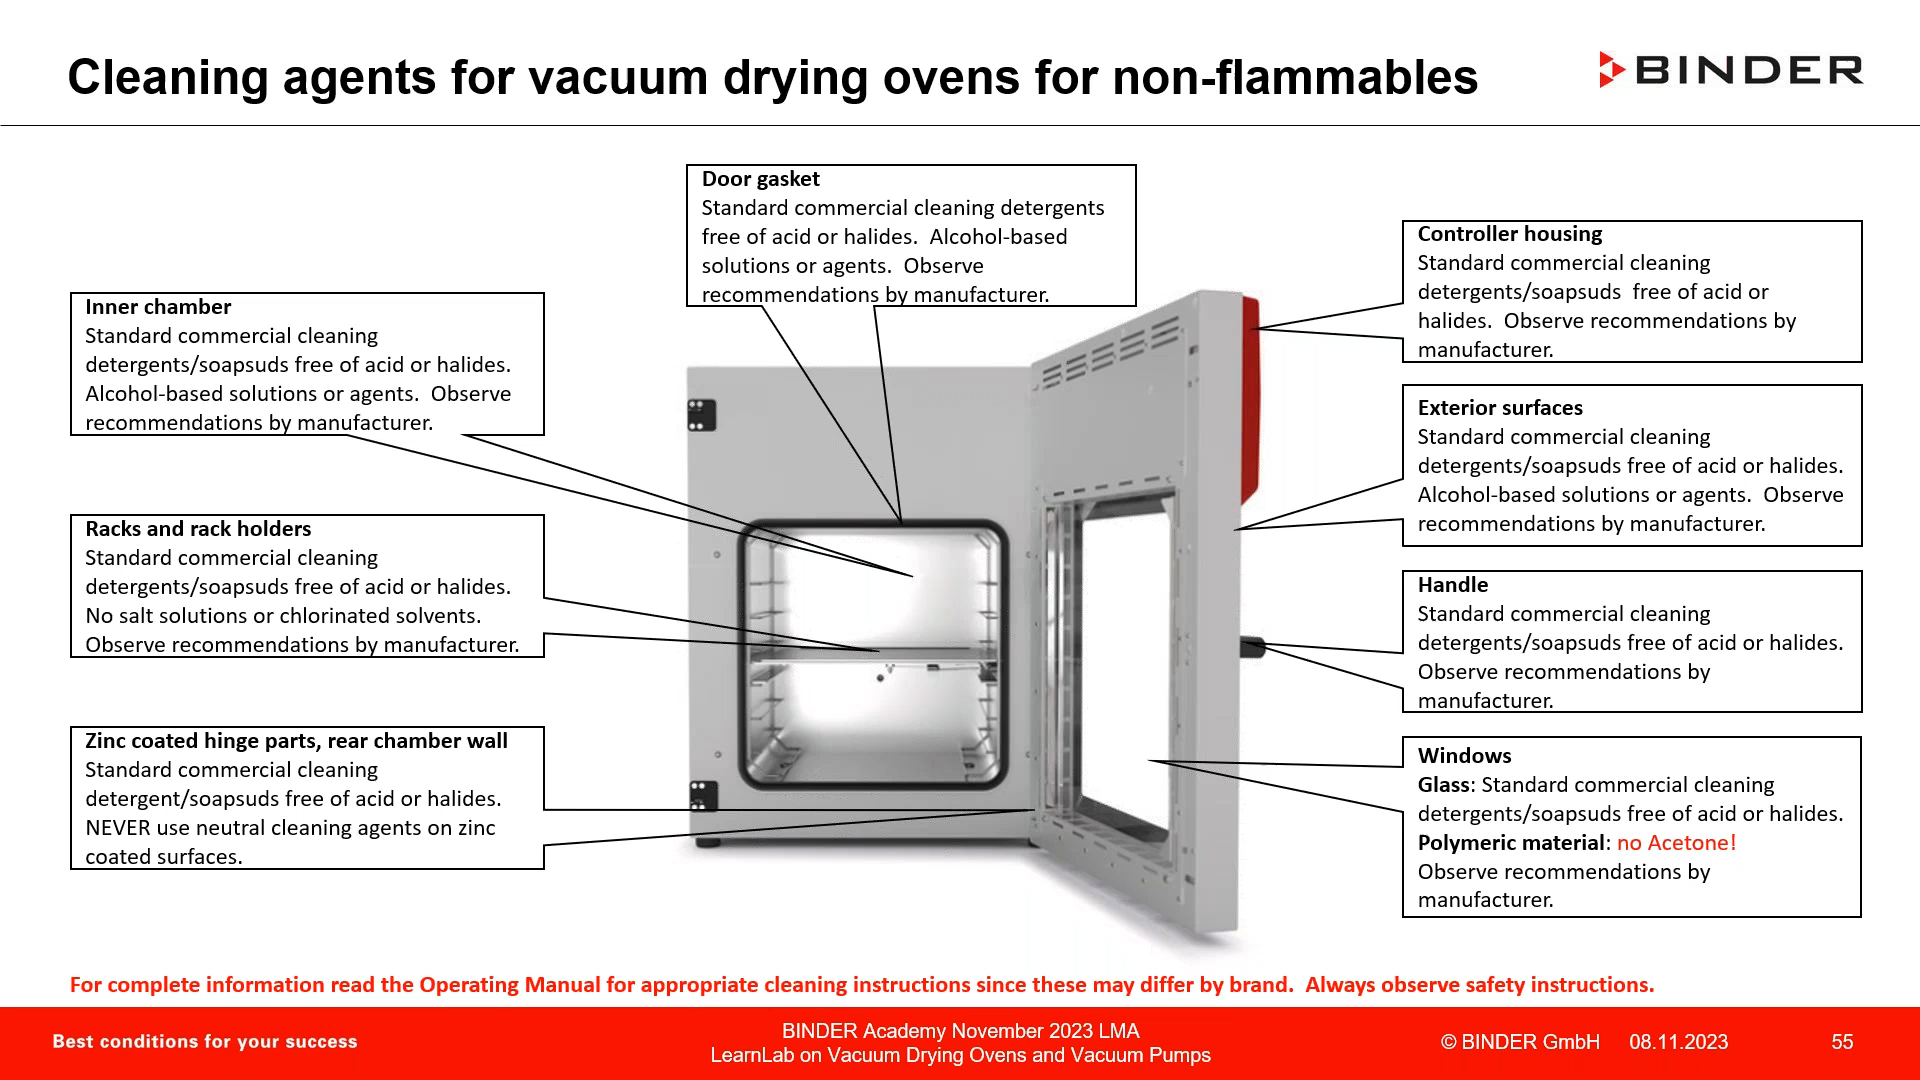 Cleaning agents for vacuum drying ovens for non-flammables
BINDER
Door gasket
Standard commercial cleaning detergents
free of acid or halides.  Alcohol-based
solutions or agents.  Observe
recommendations by manufacturer.
Inner chamber
Standard commercial cleaning
detergents/soapsuds free of acid or halides.
Alcohol-based solutions or agents.  Observe
recommendations by manufacturer.
Racks and rack holders
Standard commercial cleaning
detergents/soapsuds free of acid or halides.
No salt solutions or chlorinated solvents.
Observe recommendations by manufacturer.
Zinc coated hinge parts, rear chamber wall
Standard commercial cleaning
detergent/soapsuds free of acid or halides.
NEVER use neutral cleaning agents on zinc
coated surfaces.
Controller housing
Standard commercial cleaning
detergents/soapsuds  free of acid or
halides.  Observe recommendations by
manufacturer.
Exterior surfaces
Standard commercial cleaning
detergents/soapsuds free of acid or halides.
Alcohol-based solutions or agents.  Observe
recommendations by manufacturer.
Handle
Standard commercial cleaning
detergents/soapsuds free of acid or halides.
Observe recommendations by
manufacturer.
Windows
Glass: Standard commercial cleaning
detergents/soapsuds free of acid or halides.
Polymeric material: no Acetone!
Observe recommendations by
manufacturer.
For complete information read the Operating Manual for appropriate cleaning instructions since these may differ by brand.  Always observe safety instructions.
Best conditions for your success
BINDER Academy November 2023 LMA
LearnLab on Vacuum Drying Ovens and Vacuum Pumps
© BINDER GmbH
08.11.2023
55